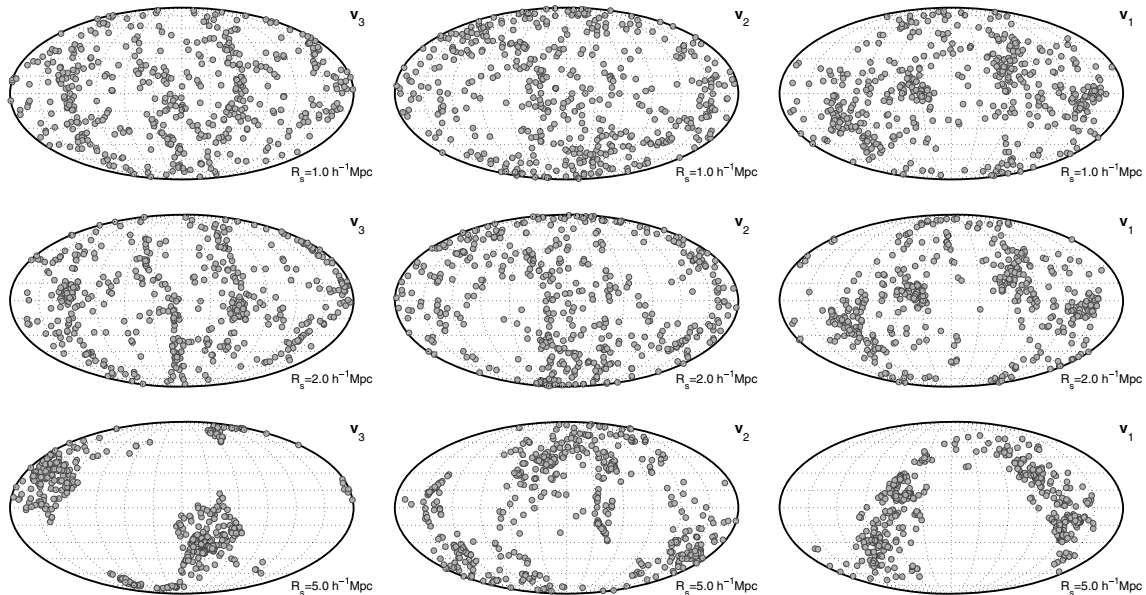 v₃
v₂
v₁
Rₛ=1.0 h⁻¹Mpc
Rₛ=1.0 h⁻¹Mpc
Rₛ=1.0 h⁻¹Mpc
v₃
v₂
v₁
Rₛ=2.0 h⁻¹Mpc
Rₛ=2.0 h⁻¹Mpc
Rₛ=2.0 h⁻¹Mpc
v₃
v₂
v₁
Rₛ=5.0 h⁻¹Mpc
Rₛ=5.0 h⁻¹Mpc
Rₛ=5.0 h⁻¹Mpc